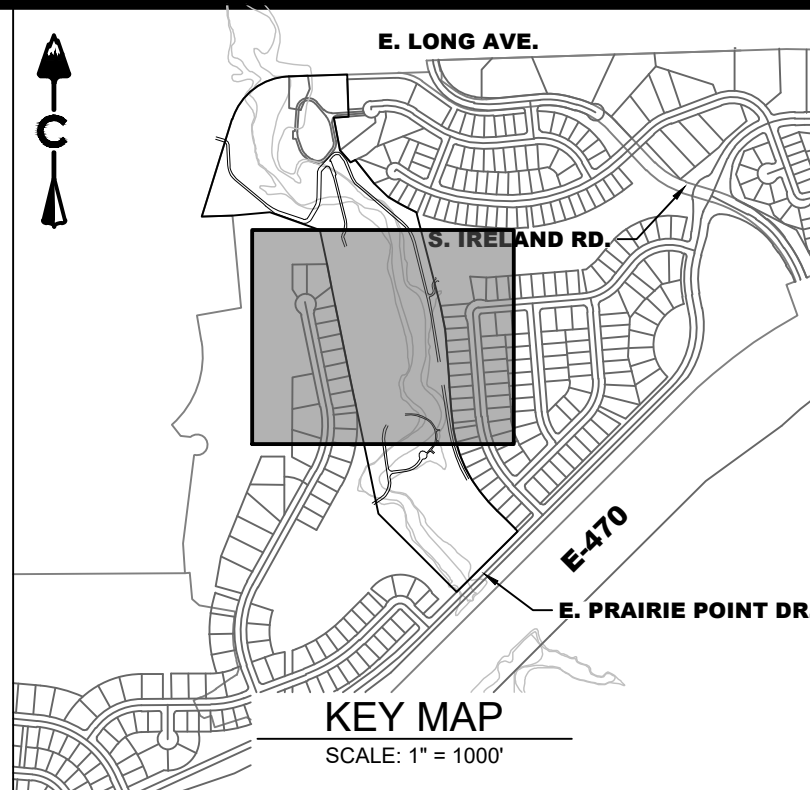 E. LONG AVE.
C
S. IRELAND RD.
E-470
E. PRAIRIE POINT DR.
KEY MAP
SCALE: 1" = 1000'